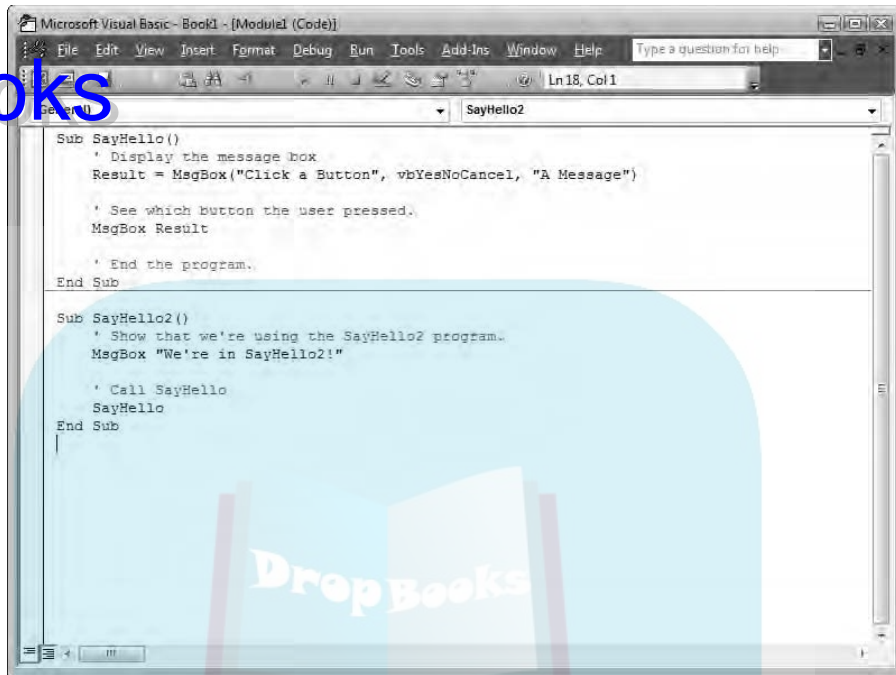 Microsoft Visual Basic - Book1 - [Module1 (Code)]
File Edit View Insert Format Debug Run Tools Add-Ins Window Help Type a question for help
Ln 18, Col 1
oks
(General) SayHello2
Sub SayHello()
' Display the message box
Result = MsgBox("Click a Button", vbYesNoCancel, "A Message")
' See which button the user pressed.
MsgBox Result
' End the program.
End Sub
Sub SayHello2()
' Show that we're using the SayHello2 program.
MsgBox "We're in SayHello2!"
' Call SayHello
SayHello
End Sub
DropBooks